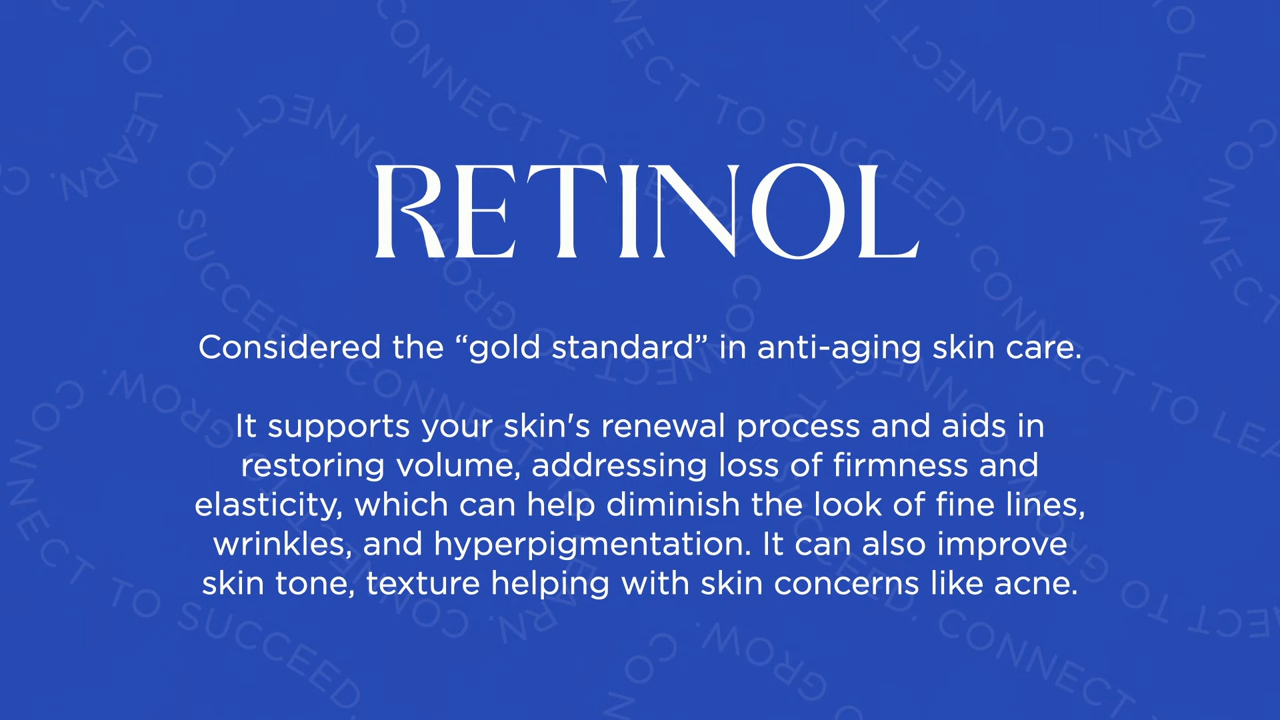 RETINOL
Considered the “gold standard” in anti-aging skin care.
It supports your skin's renewal process and aids in
restoring volume, addressing loss of firmness and
elasticity, which can help diminish the look of fine lines,
wrinkles, and hyperpigmentation. It can also improve
skin tone, texture helping with skin concerns like acne.